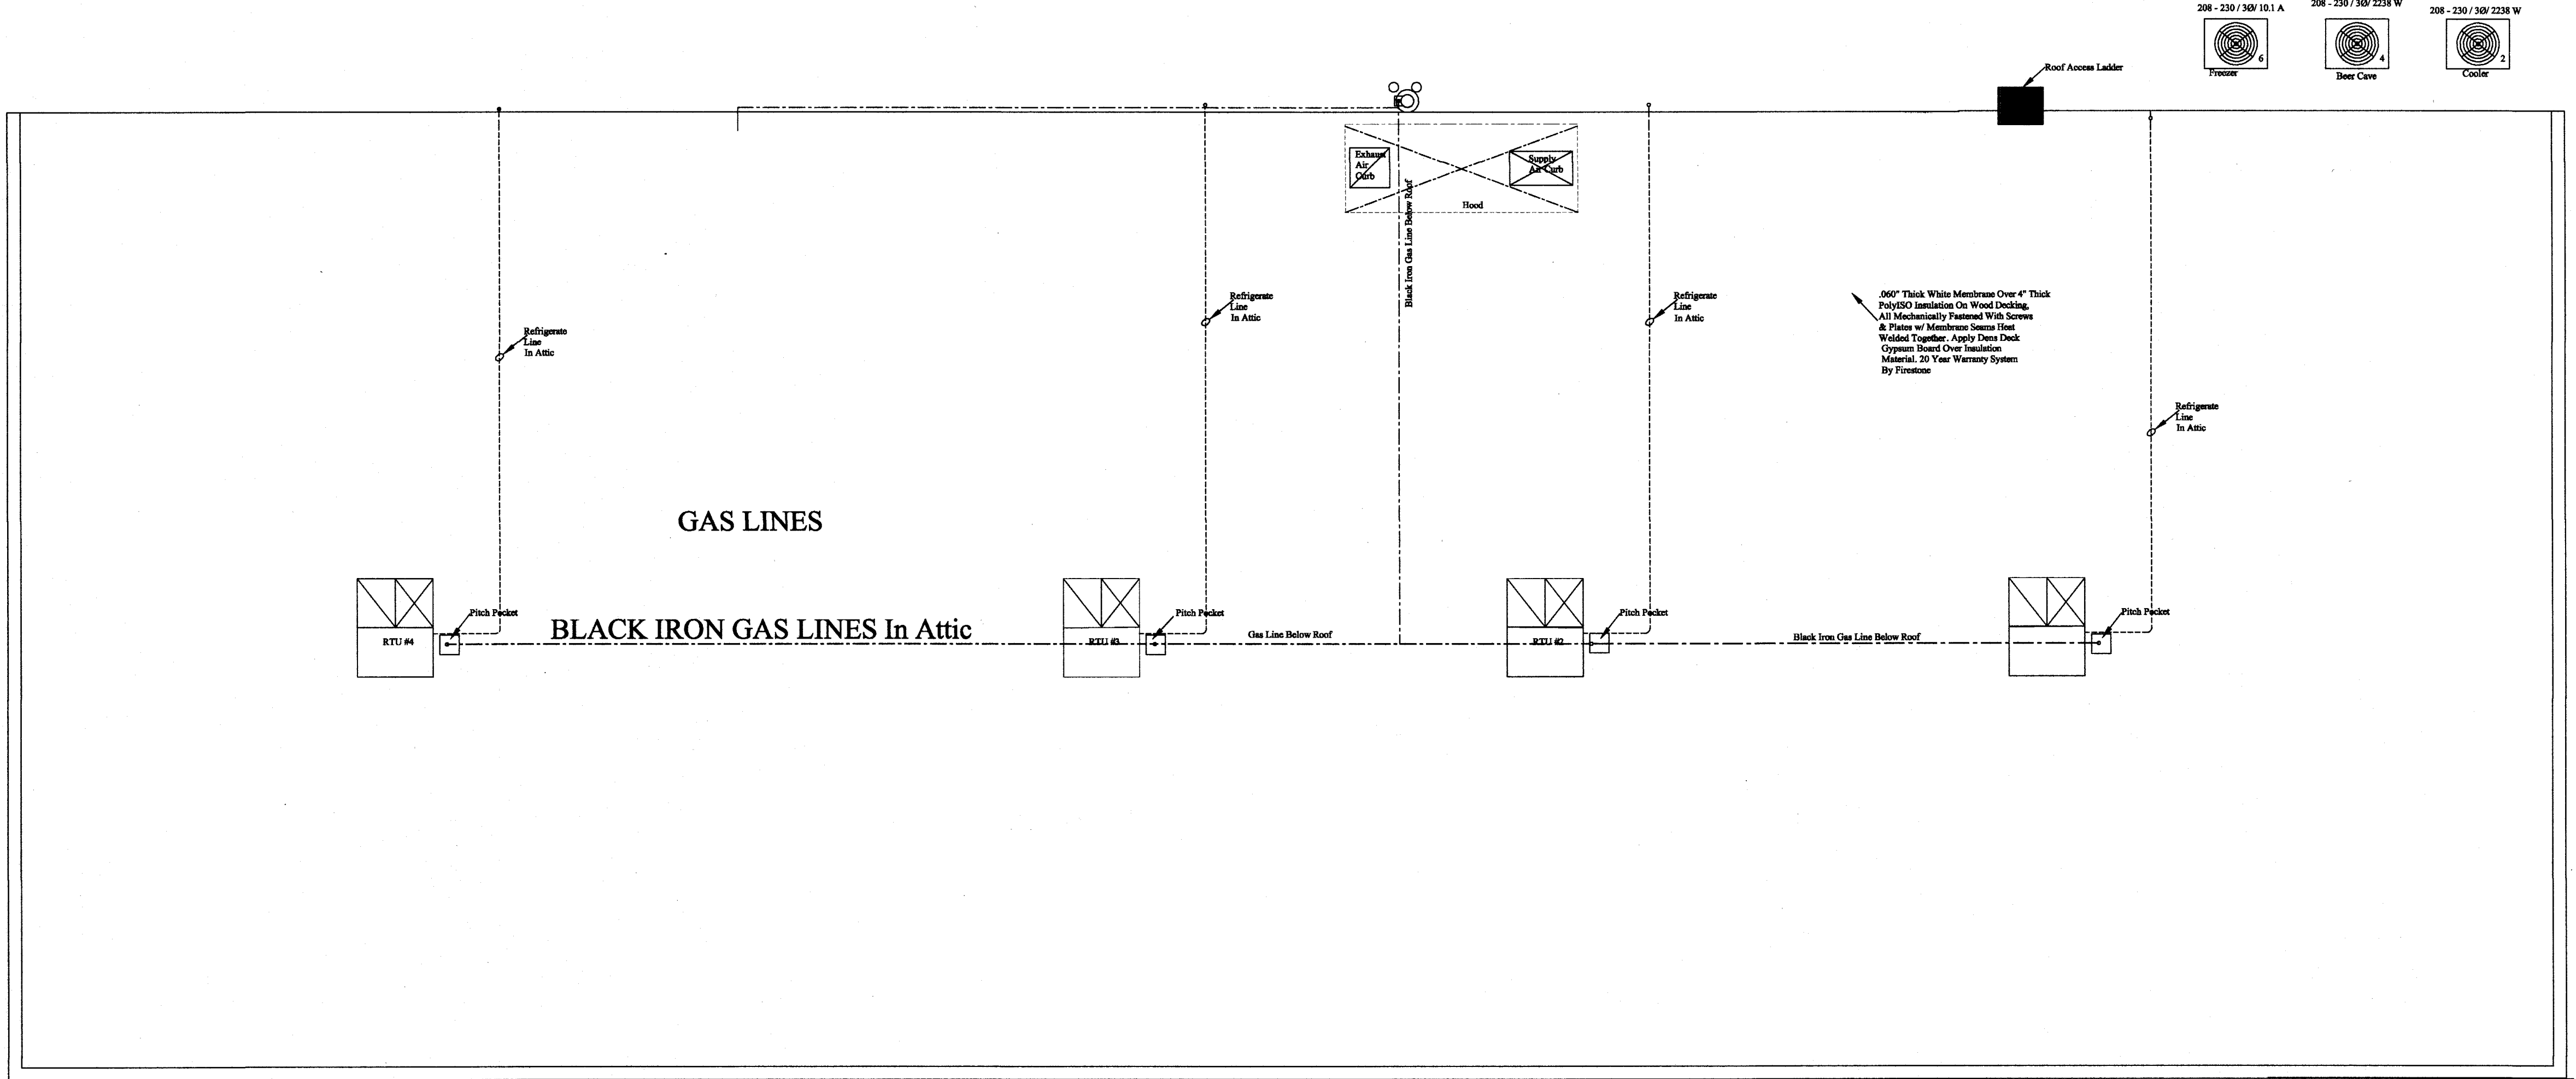 208 - 230 / 3Ø/ 10.1 A
208 - 230 / 3Ø/ 2238 W
208 - 230 / 3Ø/ 2238 W
6
4
2
Freezer
Beer Cave
Cooler
Roof Access Ladder
Exhaust
Air
Curb
Supply
Air Curb
Hood
Black Iron Gas Line Below Roof
Refrigerate
Line
In Attic
Refrigerate
Line
In Attic
Refrigerate
Line
In Attic
.060" Thick White Membrane Over 4" Thick
PolyISO Insulation On Wood Decking,
All Mechanically Fastened With Screws
& Plates w/ Membrane Seams Heat
Welded Together. Apply Dens Deck
Gypsum Board Over Insulation
Material. 20 Year Warranty System
By Firestone
Refrigerate
Line
In Attic
GAS LINES
Pitch Pocket
Pitch Pocket
Pitch Pocket
Pitch Pocket
RTU #4
BLACK IRON GAS LINES In Attic
RTU #3
Gas Line Below Roof
RTU #2
Black Iron Gas Line Below Roof